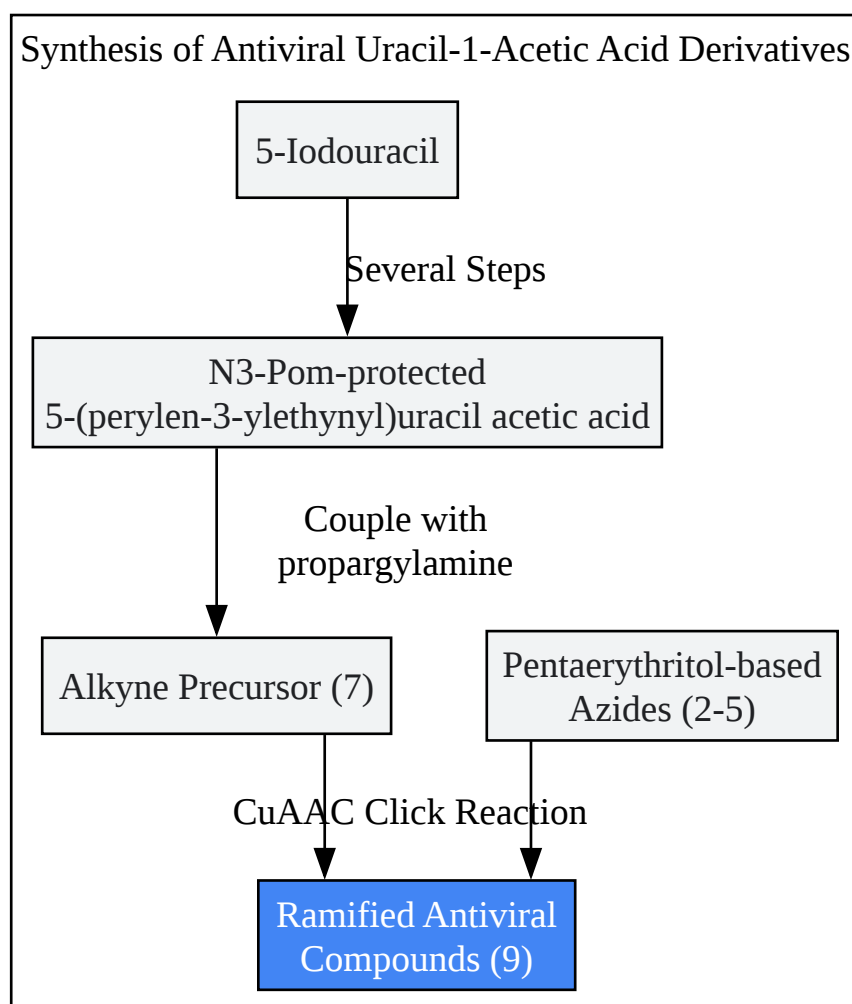 Synthesis of Antiviral Uracil-1-Acetic Acid Derivatives
5-Iodouracil
Several Steps
N3-Pom-protected
5-(perylen-3-ylethynyl)uracil acetic acid
Couple with
propargylamine
Alkyne Precursor (7)
Pentaerythritol-based
Azides (2-5)
CuAAC Click Reaction
Ramified Antiviral
Compounds (9)